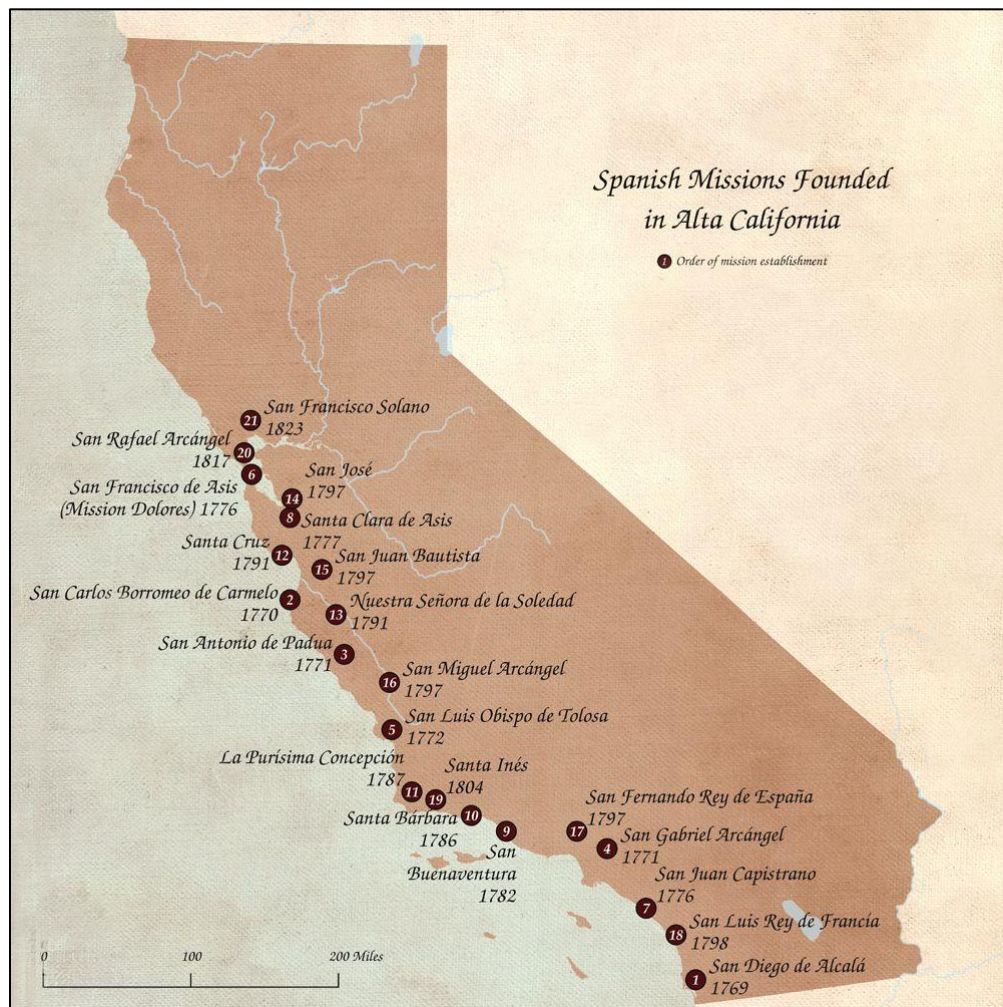 Spanish Missions Founded
in Alta California
1 Order of mission establishment
21 San Francisco Solano
1823
San Rafael Arcángel 20
1817
6
San Francisco de Asis
(Mission Dolores) 1776
San José
14 1797
8 Santa Clara de Asis
1777
Santa Cruz 12
1791
15 San Juan Bautista
1797
San Carlos Borromeo de Carmelo 2
1770
13 Nuestra Señora de la Soledad
1791
San Antonio de Padua 3
1771
16 San Miguel Arcángel
1797
5 San Luis Obispo de Tolosa
1772
La Purísima Concepción
1787 11
Santa Inés
19 1804
Santa Bárbara 10
1786
9
San
Buenaventura
1782
San Fernando Rey de España
17 1797
4 San Gabriel Arcángel
1771
San Juan Capistrano
7 1776
18 San Luis Rey de Francia
1798
1 San Diego de Alcalá
1769
0 100 200 Miles